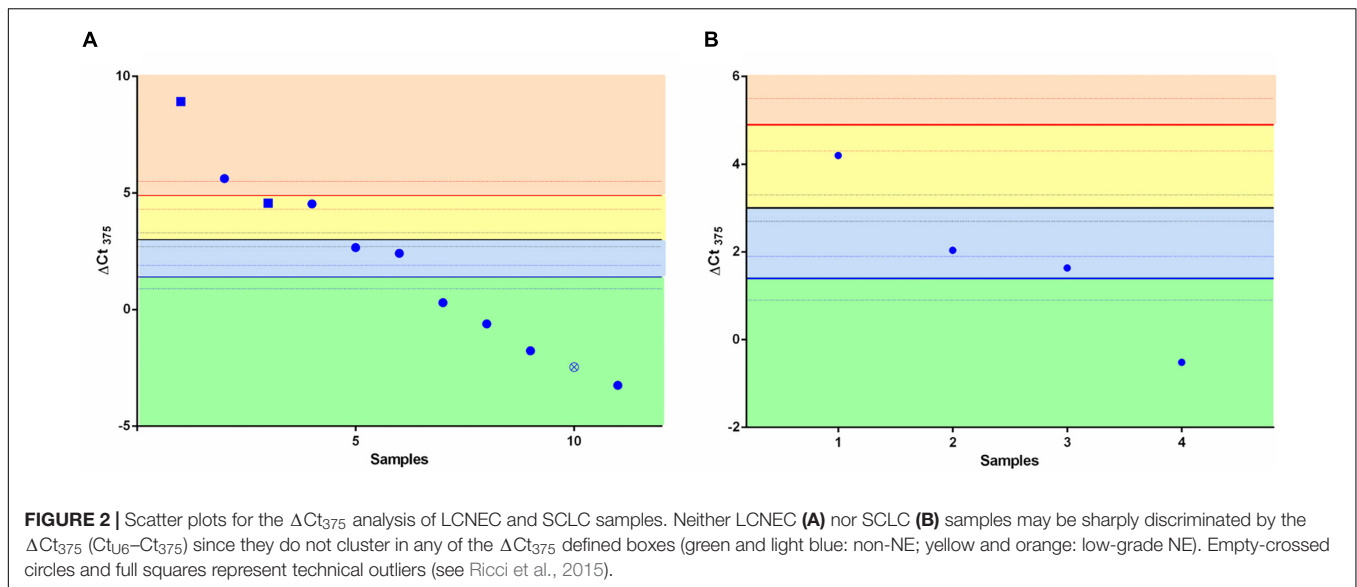 A
B
10
5
0
-5
ΔCt 375
5
10
Samples
6
4
2
0
-2
ΔCt 375
1
2
3
4
Samples
FIGURE 2 | Scatter plots for the ΔCt375 analysis of LCNEC and SCLC samples. Neither LCNEC (A) nor SCLC (B) samples may be sharply discriminated by the
ΔCt375 (CtU6–Ct375) since they do not cluster in any of the ΔCt375 defined boxes (green and light blue: non-NE; yellow and orange: low-grade NE). Empty-crossed
circles and full squares represent technical outliers (see Ricci et al., 2015).